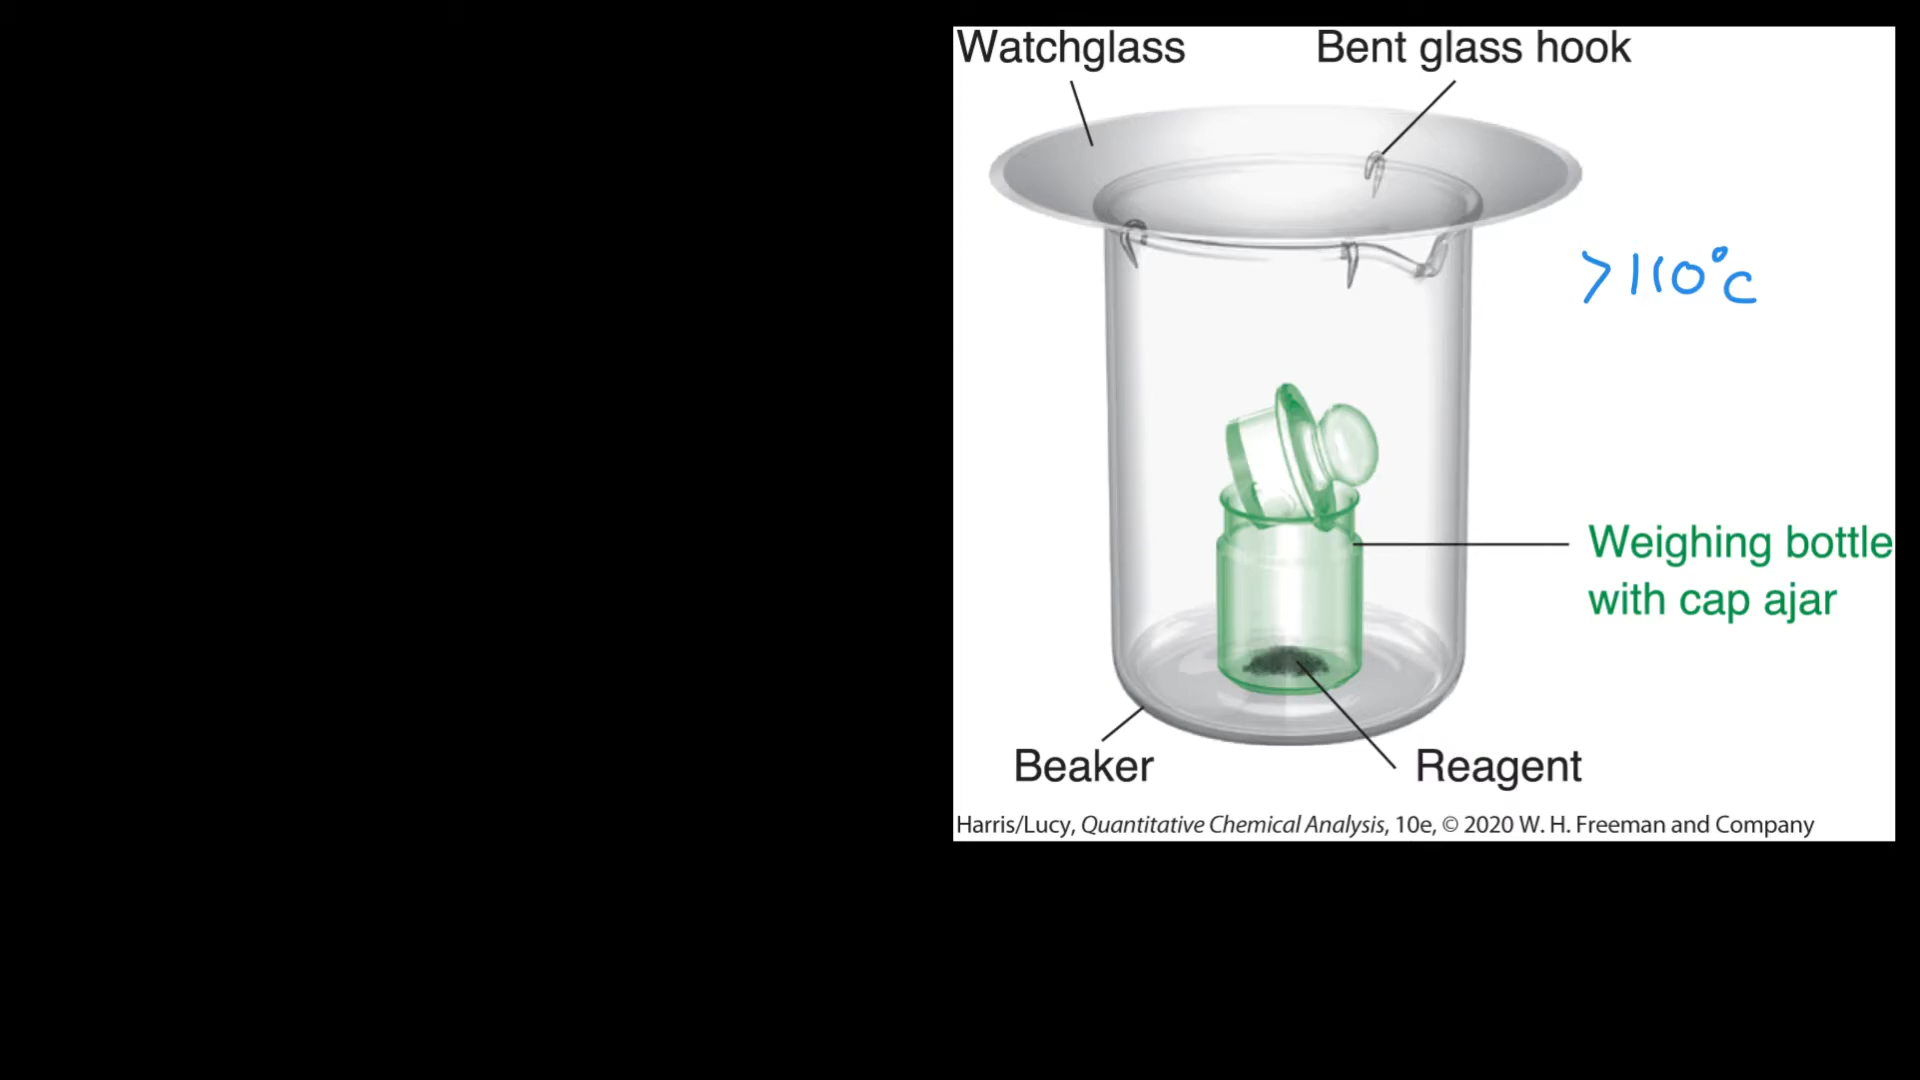 Watchglass
Bent glass hook
>110°C
Weighing bottle
with cap ajar
Beaker
Reagent
Harris/Lucy, Quantitative Chemical Analysis, 10e, © 2020 W. H. Freeman and Company